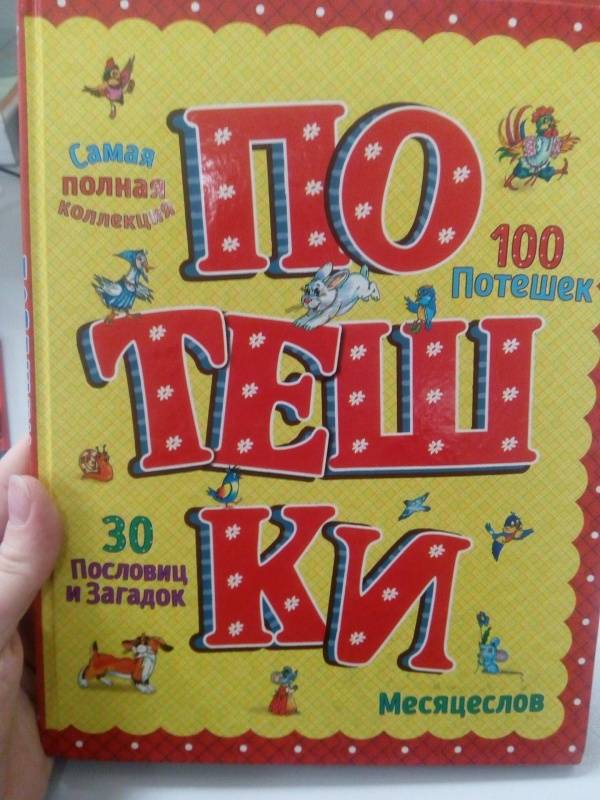 Самая
полная
коллекция
ПО
ТЕШ
КИ
100
Потешек
30
Пословиц
и Загадок
Месяцеслов